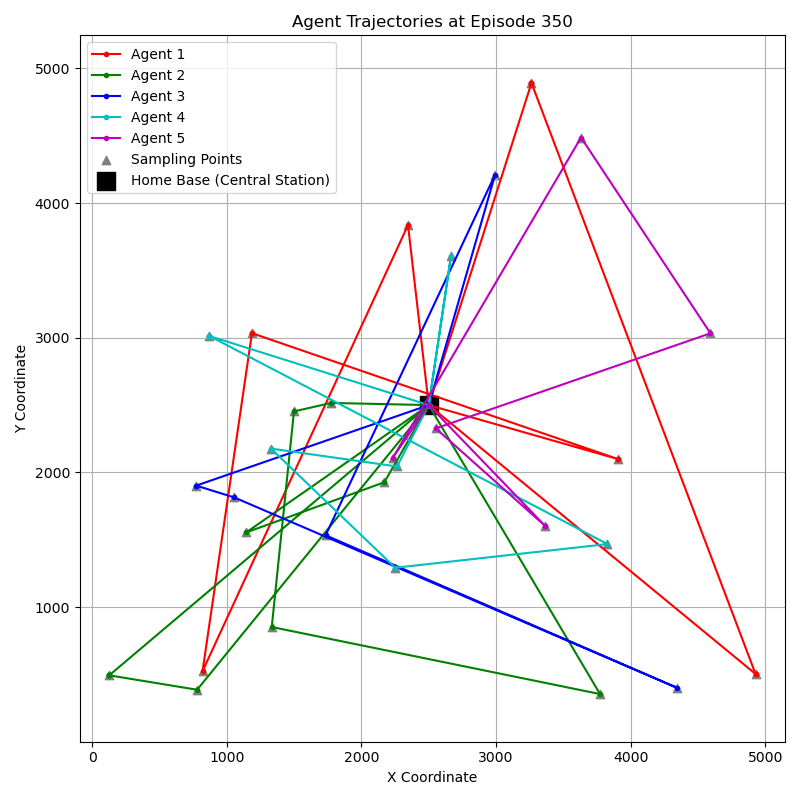 Agent Trajectories at Episode 350
Agent 1
Agent 2
Agent 3
Agent 4
Agent 5
Sampling Points
Home Base (Central Station)
5000
4000
3000
2000
1000
Y Coordinate
0
1000
2000
3000
4000
5000
X Coordinate